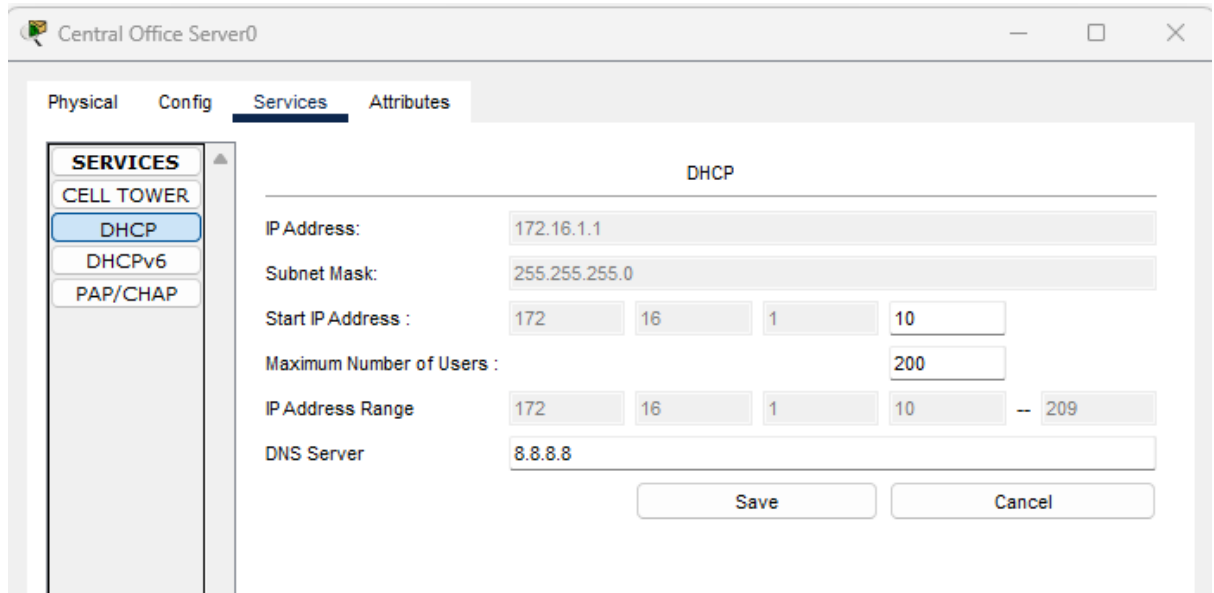 Central Office Server0
Physical Config Services Attributes
SERVICES
CELL TOWER
DHCP
DHCPv6
PAP/CHAP
DHCP
IP Address: 172.16.1.1
Subnet Mask: 255.255.255.0
Start IP Address : 172 16 1 10
Maximum Number of Users : 200
IP Address Range 172 16 1 10 -- 209
DNS Server 8.8.8.8
Save Cancel